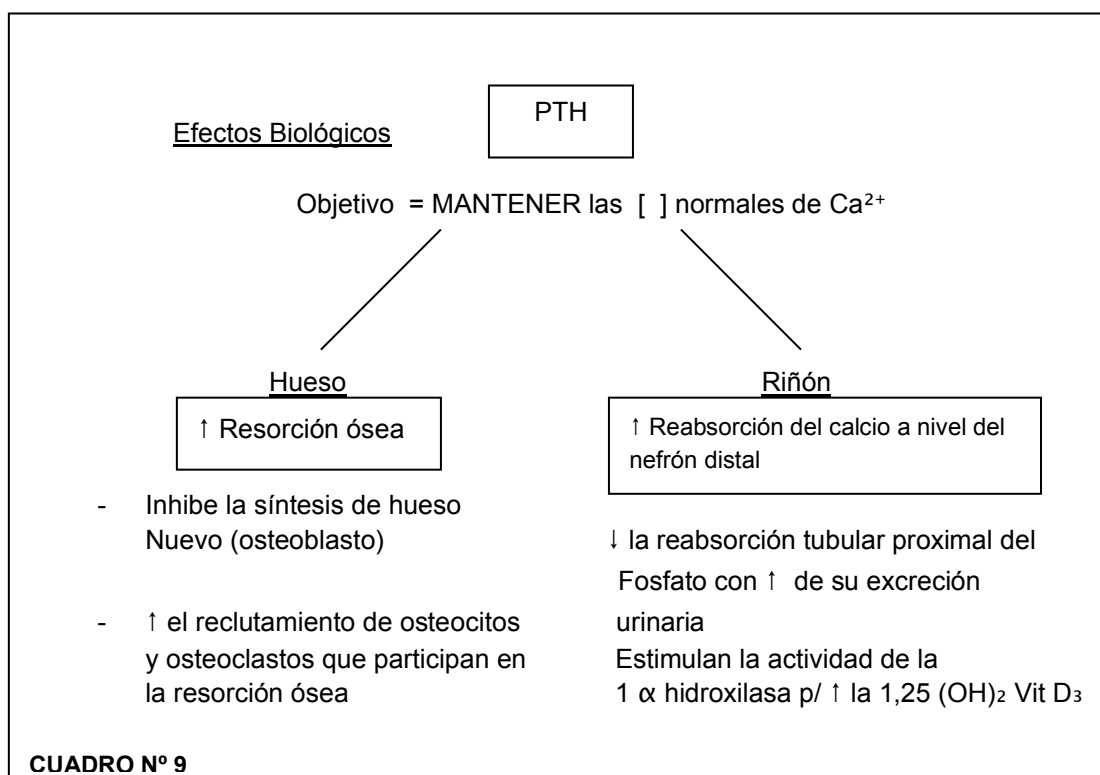 PTH
Efectos Biológicos
Objetivo = MANTENER las [ ] normales de Ca²⁺
Hueso
↑ Resorción ósea
- Inhibe la síntesis de hueso
Nuevo (osteoblasto)
- ↑ el reclutamiento de osteocitos
y osteoclastos que participan en
la resorción ósea
Riñón
↑ Reabsorción del calcio a nivel del
nefrón distal
↓ la reabsorción tubular proximal del
Fosfato con ↑ de su excreción
urinaria
Estimulan la actividad de la
1 α hidroxilasa p/ ↑ la 1,25 (OH)₂ Vit D₃
CUADRO Nº 9